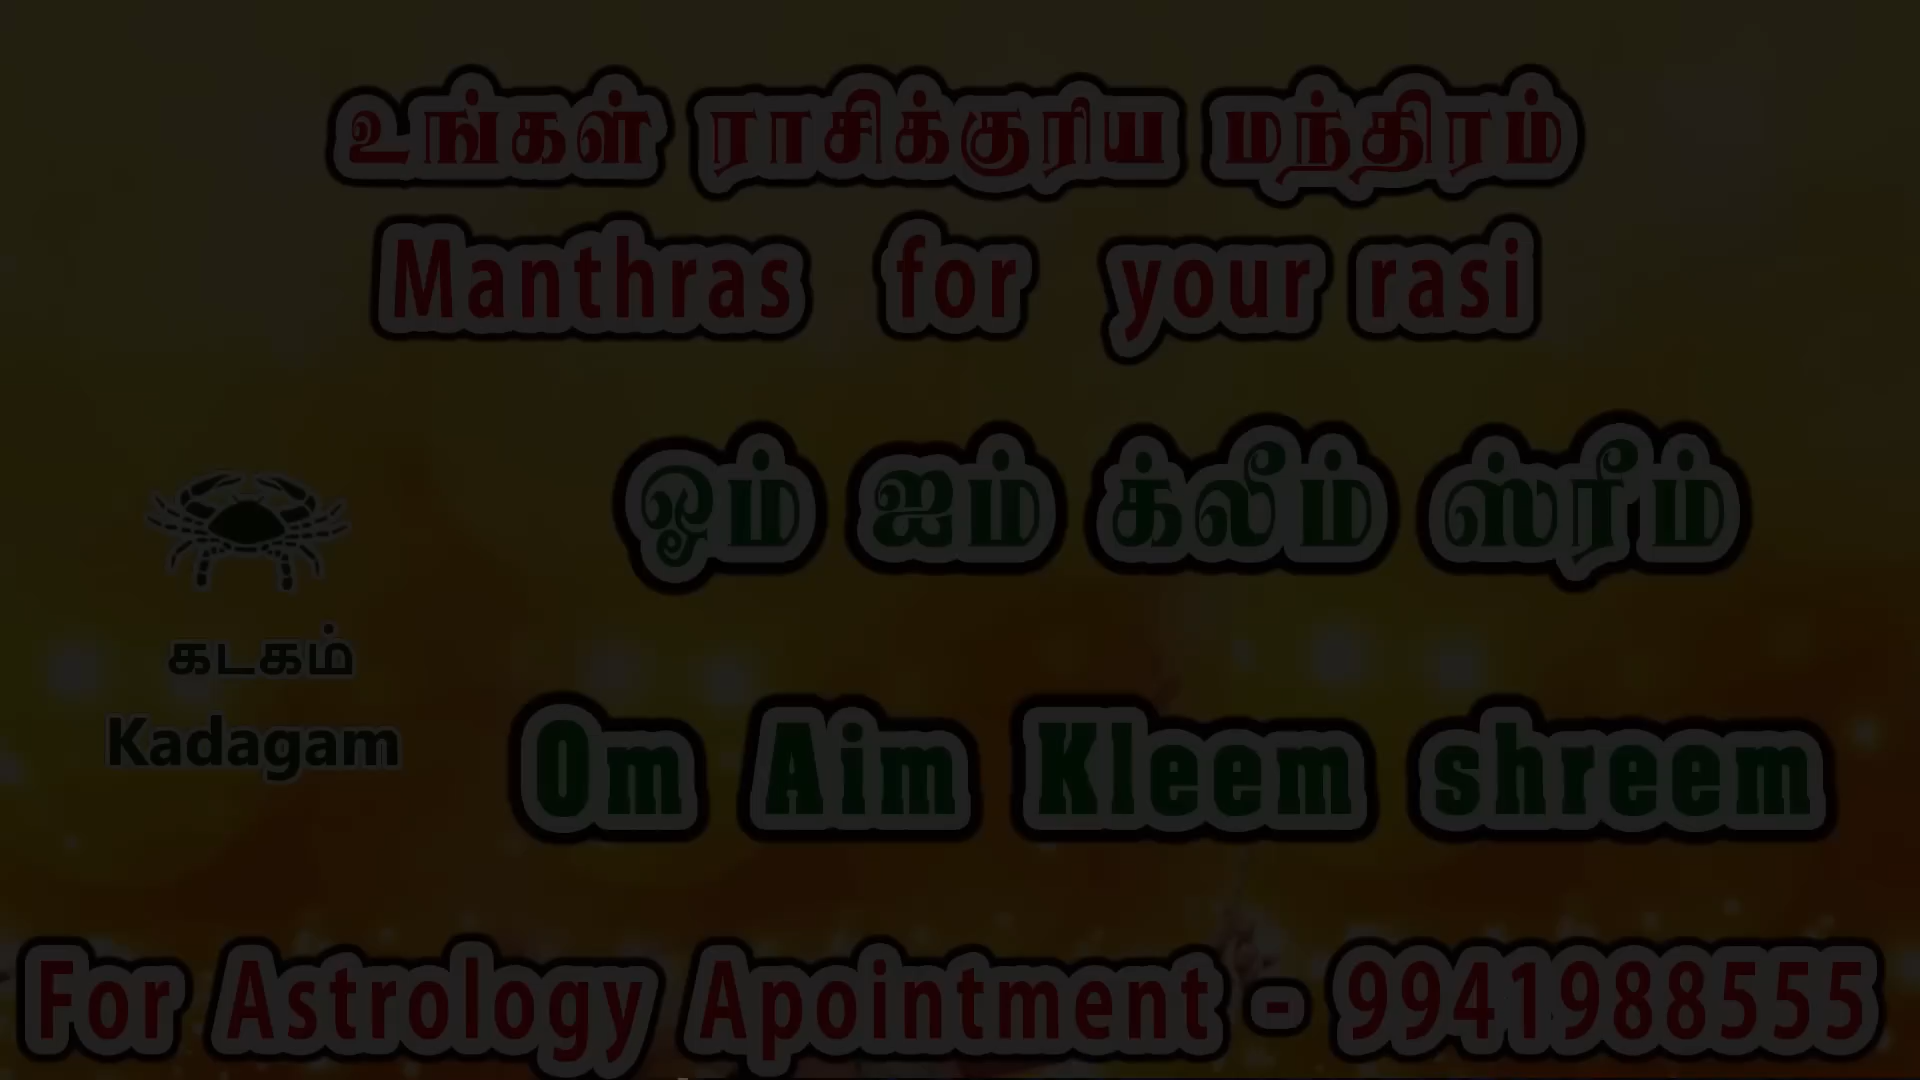 உங்கள் ராசிக்குரிய மந்திரம்
Manthras for your rasi
ஓம் ஐம் க்லீம் ஸ்ரீம்
கடகம்
Kadagam
Om Aim Kleem shreem
For Astrology Apointment - 9941988555